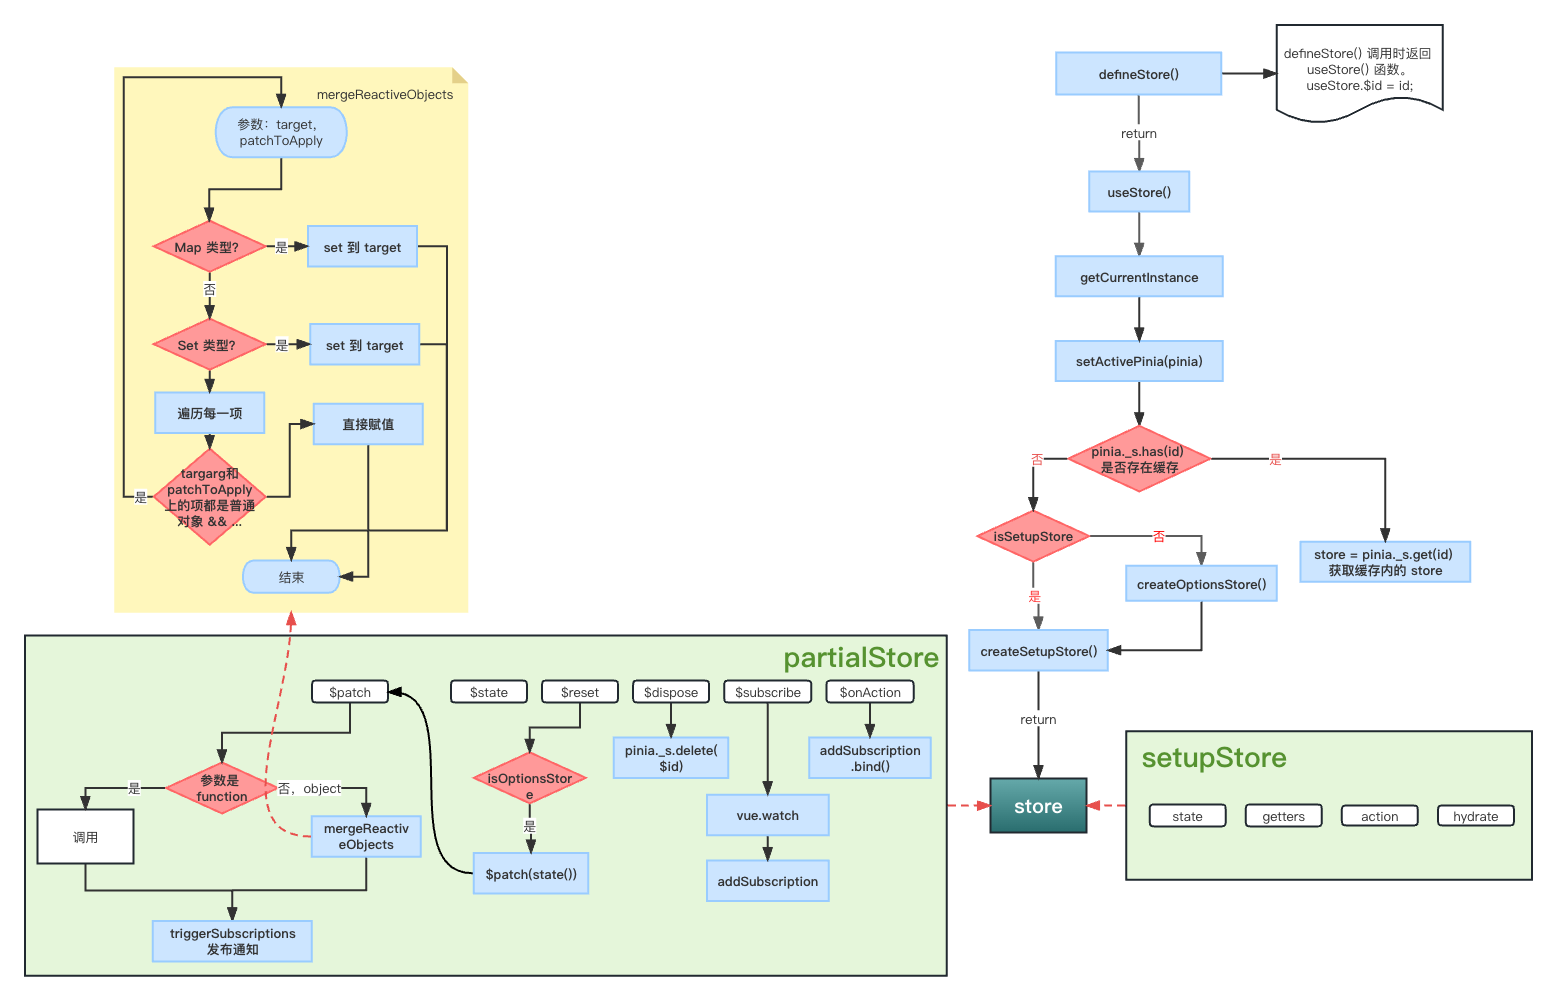 mergeReactiveObjects
参数：target，
patchToApply
Map 类型？
是
set 到 target
否
Set 类型？
是
set 到 target
遍历每一项
直接赋值
targarg和
patchToApply
上的项都是普通
对象 && ...
是
结束
defineStore()
defineStore() 调用时返回
useStore() 函数。
useStore.$id = id;
return
useStore()
getCurrentInstance
setActivePinia(pinia)
pinia._s.has(id)
是否存在缓存
否
是
isSetupStore
否
store = pinia._s.get(id)
获取缓存内的 store
createOptionsStore()
是
createSetupStore()
return
store
partialStore
$patch
$state
$reset
$dispose
$subscribe
$onAction
参数是
function
是
否，object
调用
mergeReactiv
eObjects
triggerSubscriptions
发布通知
isOptionsStor
e
是
$patch(state())
pinia._s.delete(
$id)
vue.watch
addSubscription
addSubscription
.bind()
setupStore
state
getters
action
hydrate